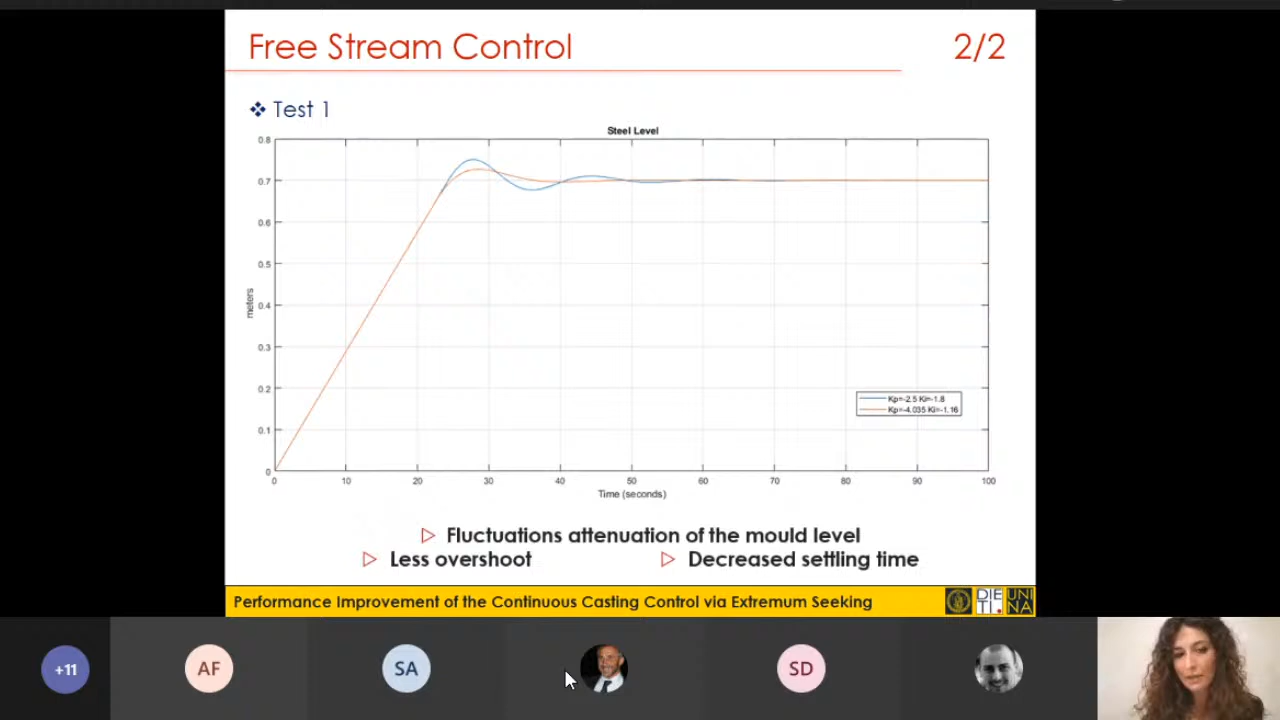 Free Stream Control
2/2
Test 1
Steel Level
0.8
0.7
0.6
0.5
0.4
0.3
0.2
0.1
0
meters
0 10 20 30 40 50 60 70 80 90 100
Time (seconds)
Kp=-2.5 Ki=-1.8
Kp=-4.035 Ki=-1.16
Fluctuations attenuation of the mould level
Less overshoot
Decreased settling time
Performance Improvement of the Continuous Casting Control via Extremum Seeking
DIE UNI
TI. NA
+11
AF
SA
SD